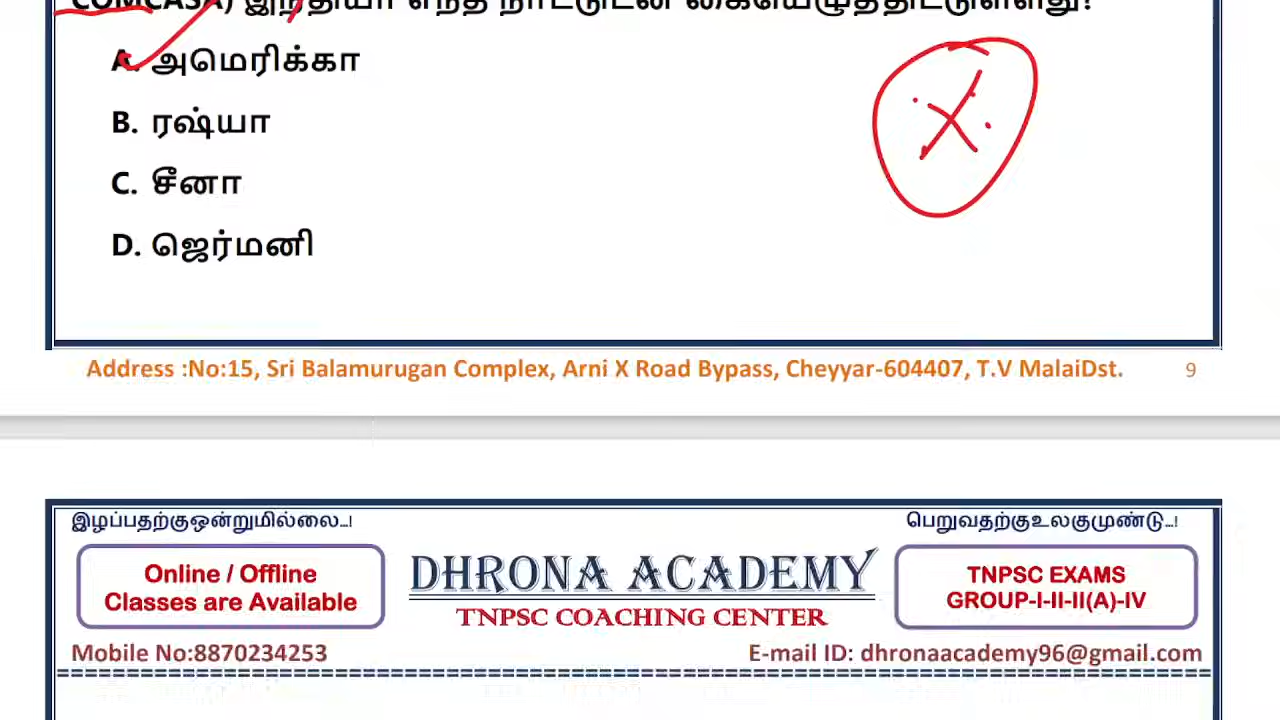 COMCASA) இந்தியா எந்த நாட்டுடன் கையெழுத்திட்டுள்ளது?
A. அமெரிக்கா
B. ரஷ்யா
C. சீனா
D. ஜெர்மனி
X
Address :No:15, Sri Balamurugan Complex, Arni X Road Bypass, Cheyyar-604407, T.V MalaiDst. 9
இழப்பதற்குஒன்றுமில்லை...! பெறுவதற்குஉலகுமுண்டு...!
Online / Offline
Classes are Available
DHRONA ACADEMY
TNPSC COACHING CENTER
TNPSC EXAMS
GROUP-I-II-II(A)-IV
Mobile No:8870234253 E-mail ID: dhronaacademy96@gmail.com